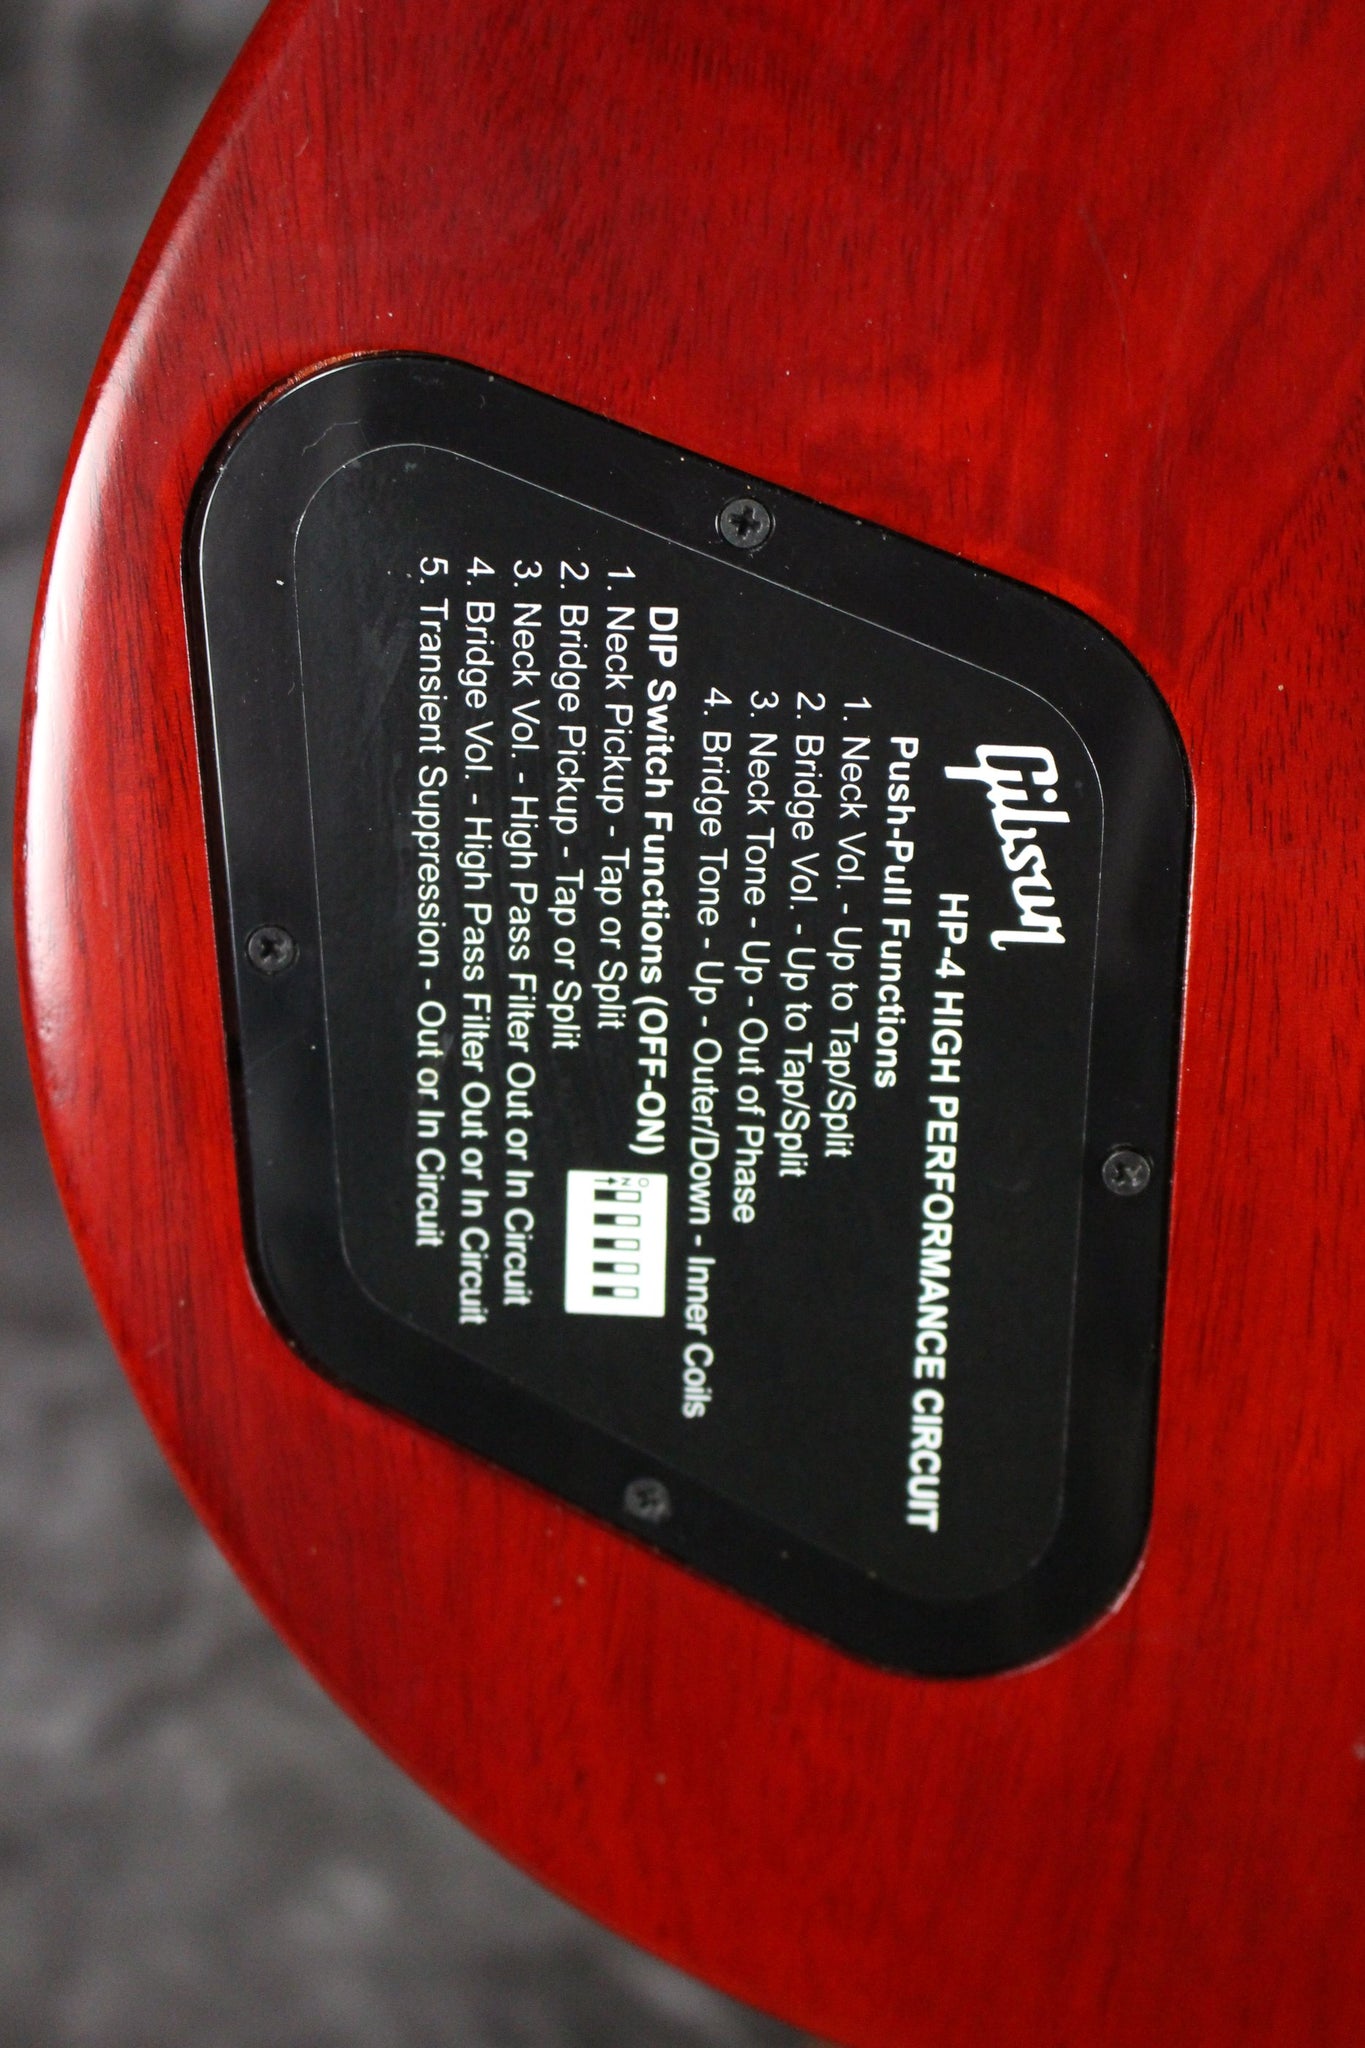 Gibson
HP-4 HIGH PERFORMANCE CIRCUIT
Push-Pull Functions
1. Neck Vol. - Up to Tap/Split
2. Bridge Vol. - Up to Tap/Split
3. Neck Tone - Up - Out of Phase
4. Bridge Tone - Up - Outer/Down - Inner Coils
DIP Switch Functions (OFF-ON)
ON
1. Neck Pickup - Tap or Split
2. Bridge Pickup - Tap or Split
3. Neck Vol. - High Pass Filter Out or In Circuit
4. Bridge Vol. - High Pass Filter Out or In Circuit
5. Transient Suppression - Out or In Circuit